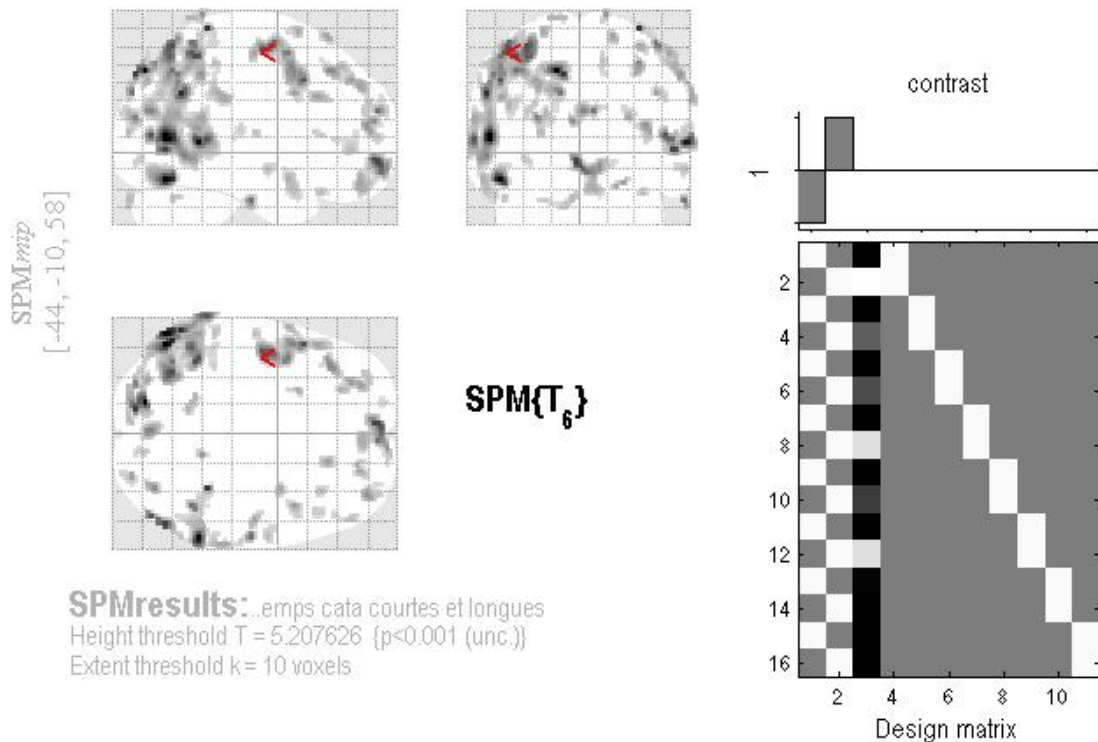 SPMmip
[-44, -10, 58]
SPM{T6}
SPMresults:..emps cata courtes et longues
Height threshold T = 5.207626 {p<0.001 (unc.)}
Extent threshold k = 10 voxels
contrast
1
2
4
6
8
10
12
14
16
2 4 6 8 10
Design matrix